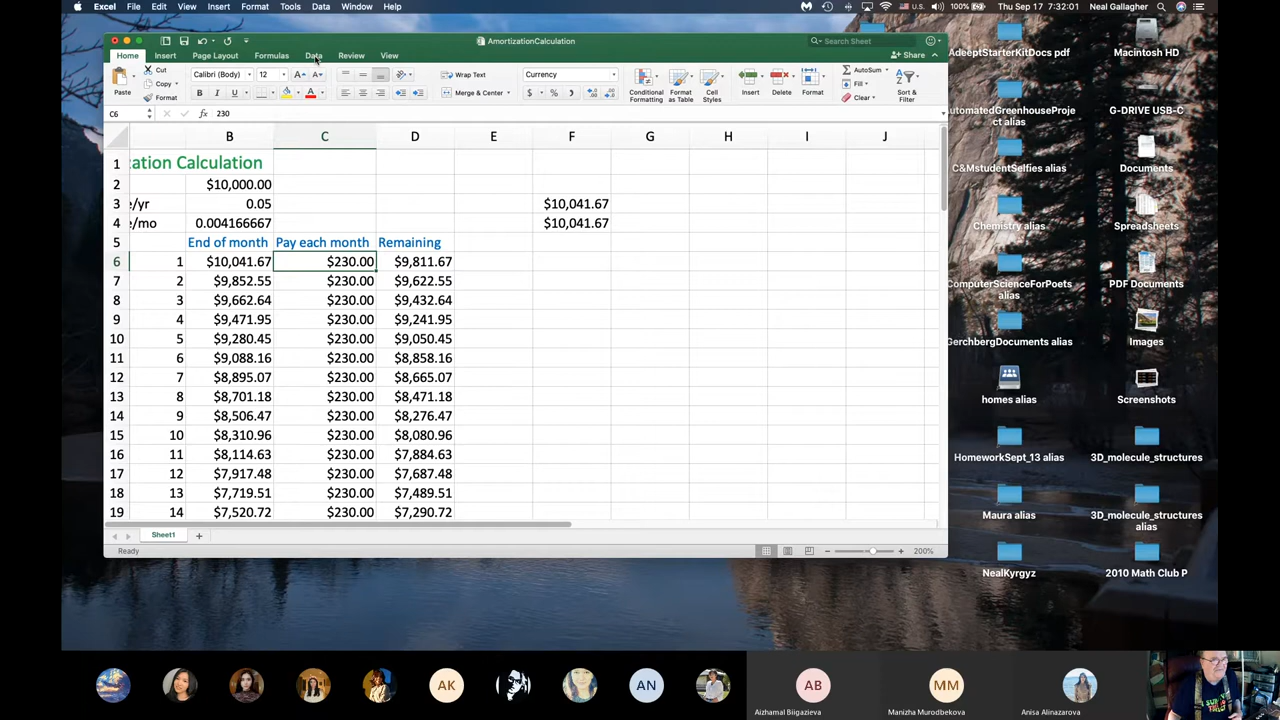 Excel File Edit View Insert Format Tools Data Window Help
100% U.S. Thu Sep 17 7:32:01 Neal Gallagher
AmortizationCalculation
Search Sheet
Home Insert Page Layout Formulas Data Review View
Share
Paste
Cut
Copy
Format
Calibri (Body) 12
B I U
Wrap Text
Merge & Center
Currency
Conditional Formatting
Format as Table
Cell Styles
Insert
Delete
Format
AutoSum
Fill
Clear
Sort & Filter
C6 fx 230
B C D E F G H I J
1 ation Calculation
2 $10,000.00
3 e/yr 0.05 $10,041.67
4 e/mo 0.004166667 $10,041.67
5 End of month Pay each month Remaining
6 1 $10,041.67 $230.00 $9,811.67
7 2 $9,852.55 $230.00 $9,622.55
8 3 $9,662.64 $230.00 $9,432.64
9 4 $9,471.95 $230.00 $9,241.95
10 5 $9,280.45 $230.00 $9,050.45
11 6 $9,088.16 $230.00 $8,858.16
12 7 $8,895.07 $230.00 $8,665.07
13 8 $8,701.18 $230.00 $8,471.18
14 9 $8,506.47 $230.00 $8,276.47
15 10 $8,310.96 $230.00 $8,080.96
16 11 $8,114.63 $230.00 $7,884.63
17 12 $7,917.48 $230.00 $7,687.48
18 13 $7,719.51 $230.00 $7,489.51
19 14 $7,520.72 $230.00 $7,290.72
Sheet1
Ready
200%
AdeeptStarterKitDocs pdf
Macintosh HD
utomatedGreenhouseProje
ct alias
G-DRIVE USB-C
C&MstudentSelfies alias
Documents
Chemistry alias
Spreadsheets
ComputerScienceForPoets
alias
PDF Documents
GerchbergDocuments alias
Images
homes alias
Screenshots
HomeworkSept_13 alias
3D_molecule_structures
Maura alias
3D_molecule_structures
alias
NealKyrgyz
2010 Math Club P
AK
AN
AB
MM
Aizhamal Biigazieva
Manizha Murodbekova
Anisa Alinazarova